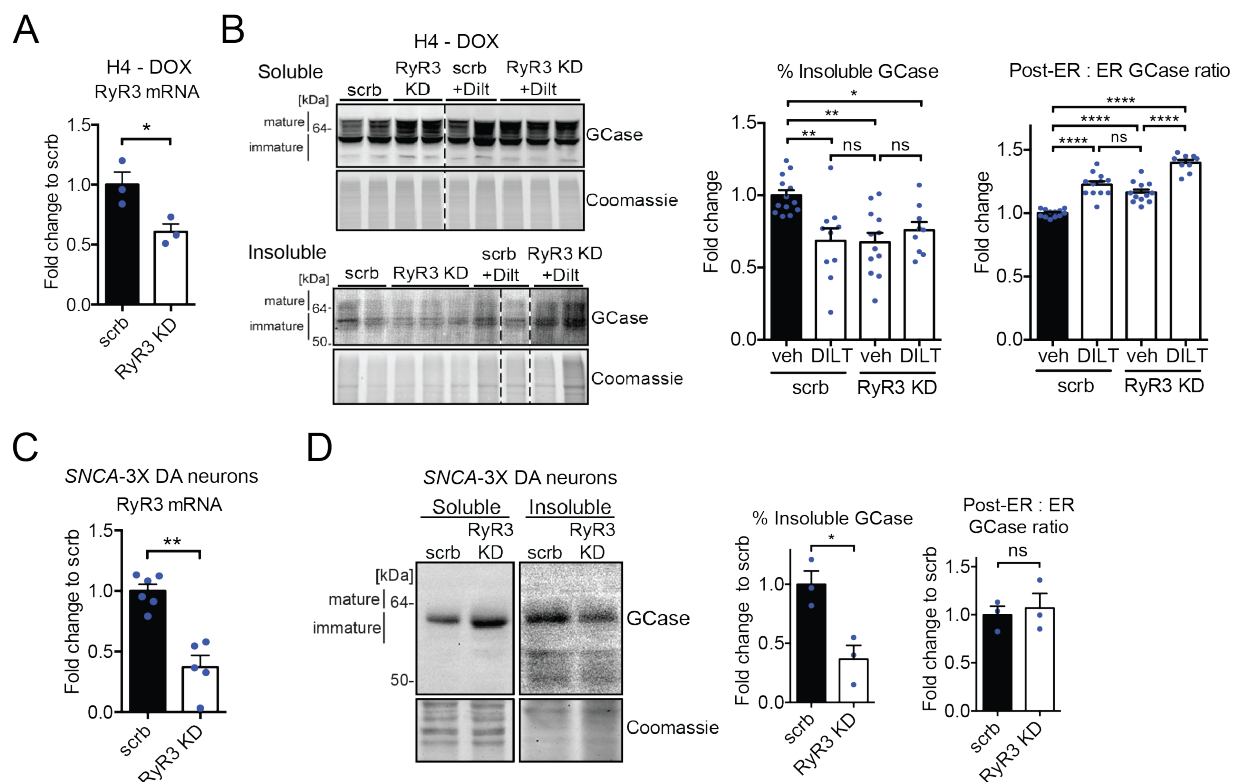 A
H4 - DOX
RyR3 mRNA
*
Fold change to scrb
1.5
1.0
0.5
0.0
scrb
RyR3 KD
B
H4 - DOX
Soluble
scrb
RyR3
KD
scrb
+Dilt
RyR3 KD
+Dilt
[kDa]
mature
64-
immature
GCase
Coomassie
Insoluble
scrb
RyR3 KD
scrb
+Dilt
RyR3 KD
+Dilt
[kDa]
mature
64-
immature
50-
GCase
Coomassie
% Insoluble GCase
*
**
**
ns
ns
Fold change
1.5
1.0
0.5
0.0
veh DILT veh DILT
scrb RyR3 KD
Post-ER : ER GCase ratio
****
****
****
****
ns
Fold change
1.5
1.0
0.5
0.0
veh DILT veh DILT
scrb RyR3 KD
C
SNCA-3X DA neurons
RyR3 mRNA
**
Fold change to scrb
1.5
1.0
0.5
0.0
scrb
RyR3 KD
D
SNCA-3X DA neurons
Soluble Insoluble
scrb
RyR3
KD
scrb
RyR3
KD
[kDa]
mature
64-
immature
50-
GCase
Coomassie
% Insoluble GCase
*
Fold change to scrb
1.0
0.5
0.0
scrb
RyR3 KD
Post-ER : ER
GCase ratio
ns
Fold change to scrb
1.5
1.0
0.5
0.0
scrb
RyR3 KD